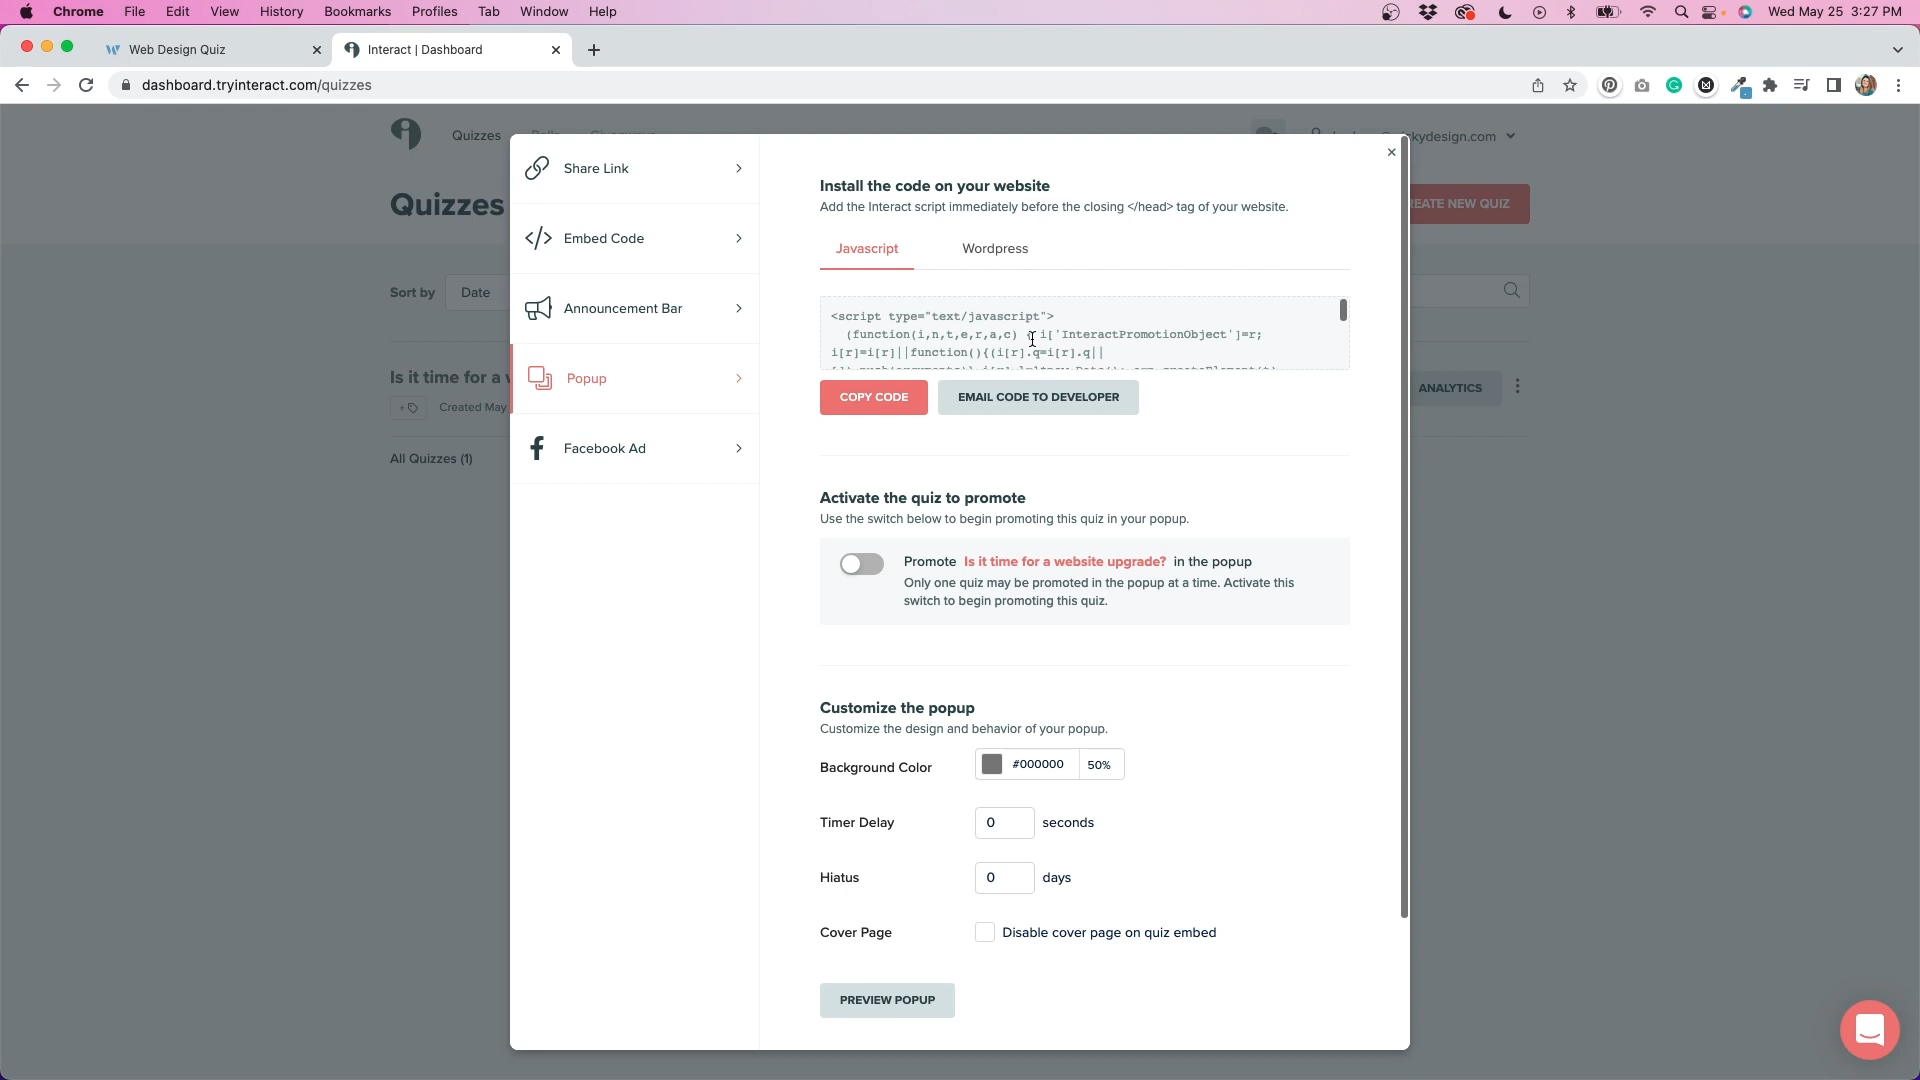 Chrome File Edit View History Bookmarks Profiles Tab Window Help Wed May 25 3:27 PM
Web Design Quiz
Interact | Dashboard
dashboard.tryinteract.com/quizzes
Quizzes
kydesign.com
Quizzes
REATE NEW QUIZ
Sort by Date
Is it time for a
Created May
ANALYTICS
All Quizzes (1)
Share Link
Embed Code
Announcement Bar
Popup
Facebook Ad
Install the code on your website
Add the Interact script immediately before the closing </head> tag of your website.
Javascript Wordpress
<script type="text/javascript">
(function(i,n,t,e,r,a,c) { i['InteractPromotionObject']=r;
i[r]=i[r]||function(){(i[r].q=i[r].q||
COPY CODE
EMAIL CODE TO DEVELOPER
Activate the quiz to promote
Use the switch below to begin promoting this quiz in your popup.
Promote Is it time for a website upgrade? in the popup
Only one quiz may be promoted in the popup at a time. Activate this
switch to begin promoting this quiz.
Customize the popup
Customize the design and behavior of your popup.
Background Color #000000 50%
Timer Delay 0 seconds
Hiatus 0 days
Cover Page Disable cover page on quiz embed
PREVIEW POPUP